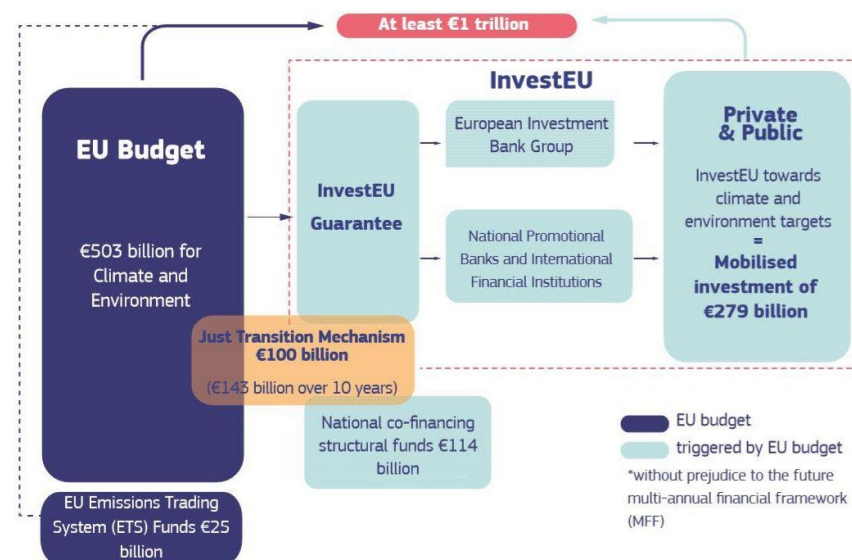 At least €1 trillion
InvestEU
EU Budget
€503 billion for
Climate and
Environment
InvestEU
Guarantee
European Investment
Bank Group
National Promotional
Banks and International
Financial Institutions
Private
& Public
InvestEU towards
climate and
environment targets
=
Mobilised
investment of
€279 billion
Just Transition Mechanism
€100 billion
(€143 billion over 10 years)
National co-financing
structural funds €114
billion
EU Emissions Trading
System (ETS) Funds €25
billion
EU budget
triggered by EU budget
*without prejudice to the future
multi-annual financial framework
(MFF)